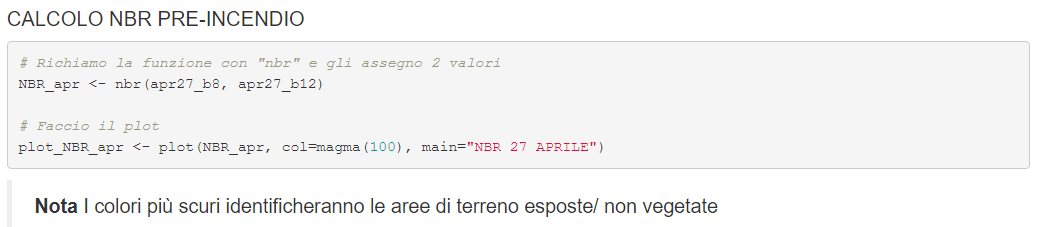 CALCOLO NBR PRE-INCENDIO
# Richiamo la funzione con "nbr" e gli assegno 2 valori
NBR_apr <- nbr(apr27_b8, apr27_b12)
# Faccio il plot
plot_NBR_apr <- plot(NBR_apr, col=magma(100), main="NBR 27 APRILE")
Nota I colori più scuri identificheranno le aree di terreno esposte/ non vegetate